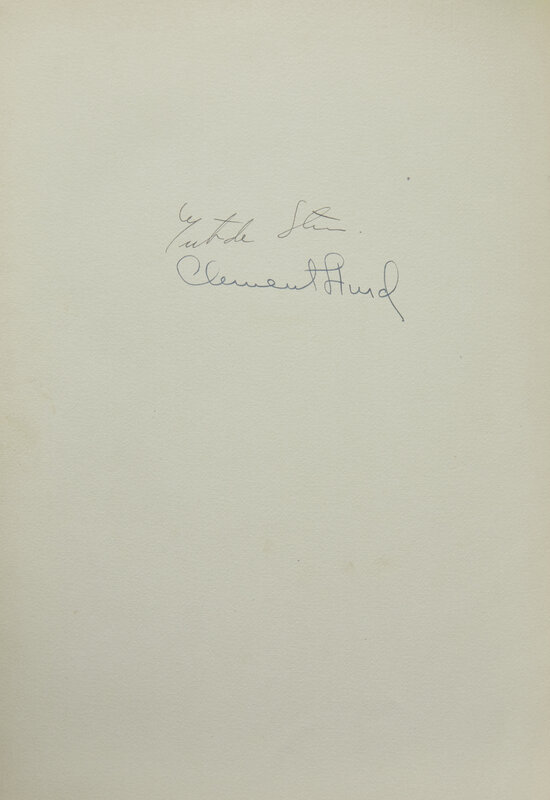 Gertrude Stein.
Clement Hurd